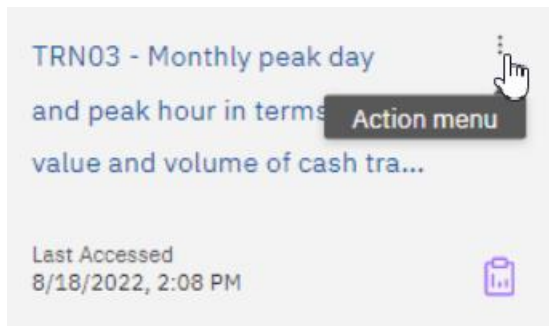 TRN03 - Monthly peak day
and peak hour in terms
Action menu
value and volume of cash tra...
Last Accessed
8/18/2022, 2:08 PM